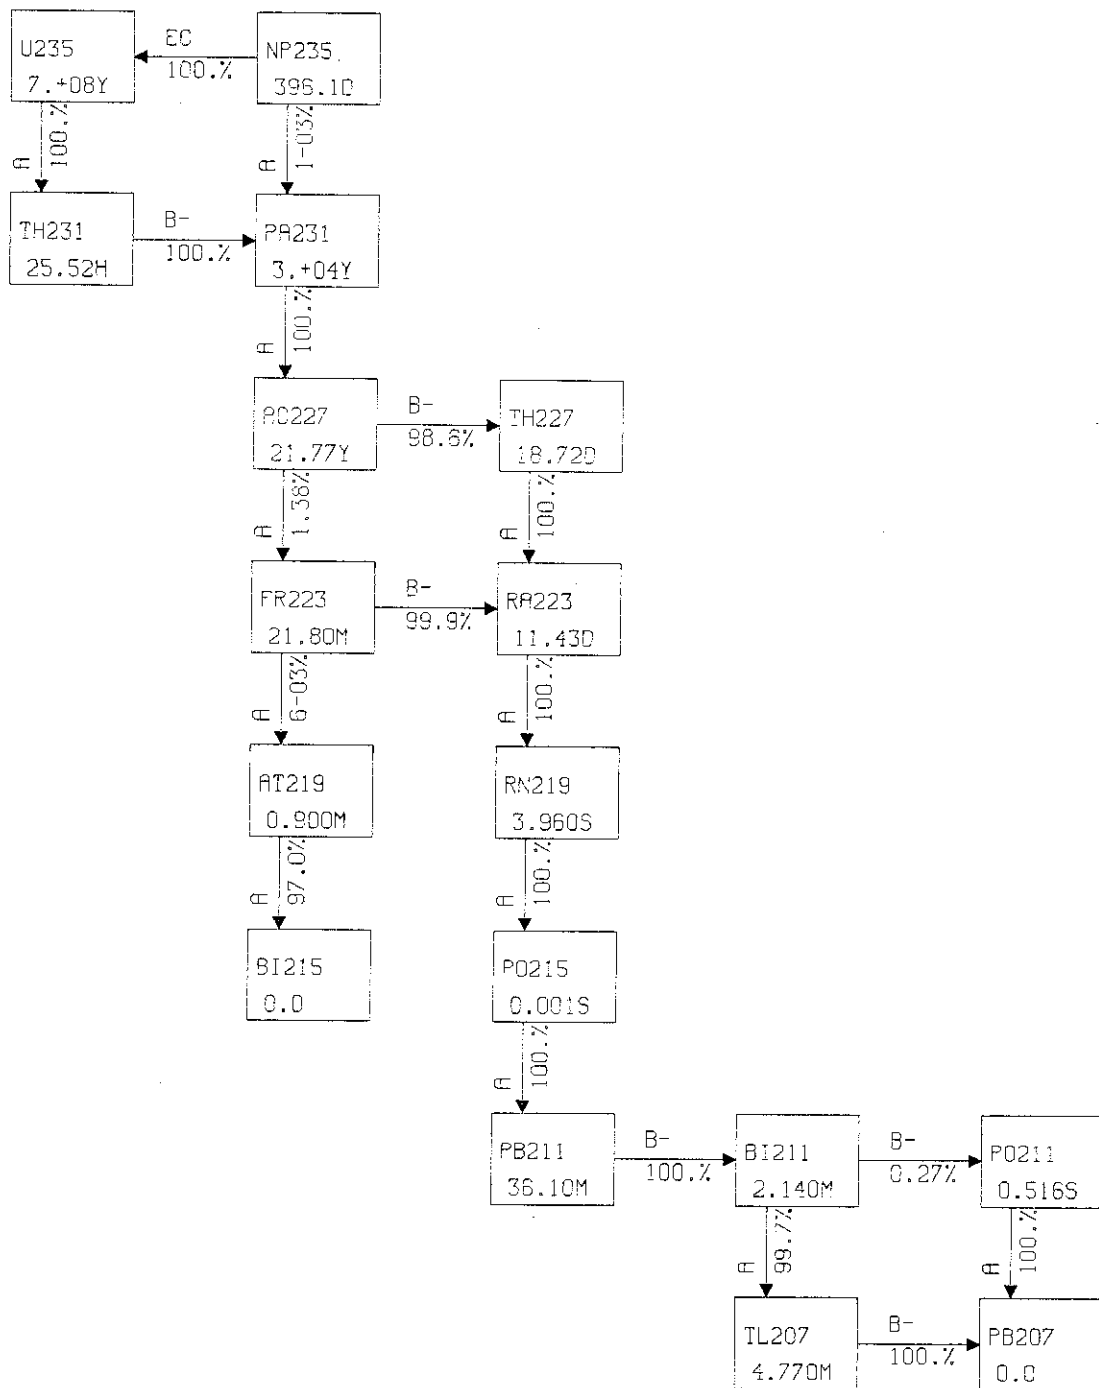 U235
7.+08Y
EC
100.%
NP235
396.1D
A
100.%
A
1-03%
TH231
25.52H
B-
100.%
PA231
3.+04Y
A
100.%
AC227
21.77Y
B-
98.6%
TH227
18.72D
A
1.38%
A
100.%
FR223
21.80M
B-
99.9%
RA223
11.43D
A
6-03%
A
100.%
AT219
0.900M
RN219
3.960S
A
97.0%
A
100.%
BI215
0.0
PO215
0.001S
A
100.%
PB211
36.10M
B-
100.%
BI211
2.140M
B-
0.27%
PO211
0.516S
A
99.7%
A
100.%
TL207
4.770M
B-
100.%
PB207
0.0